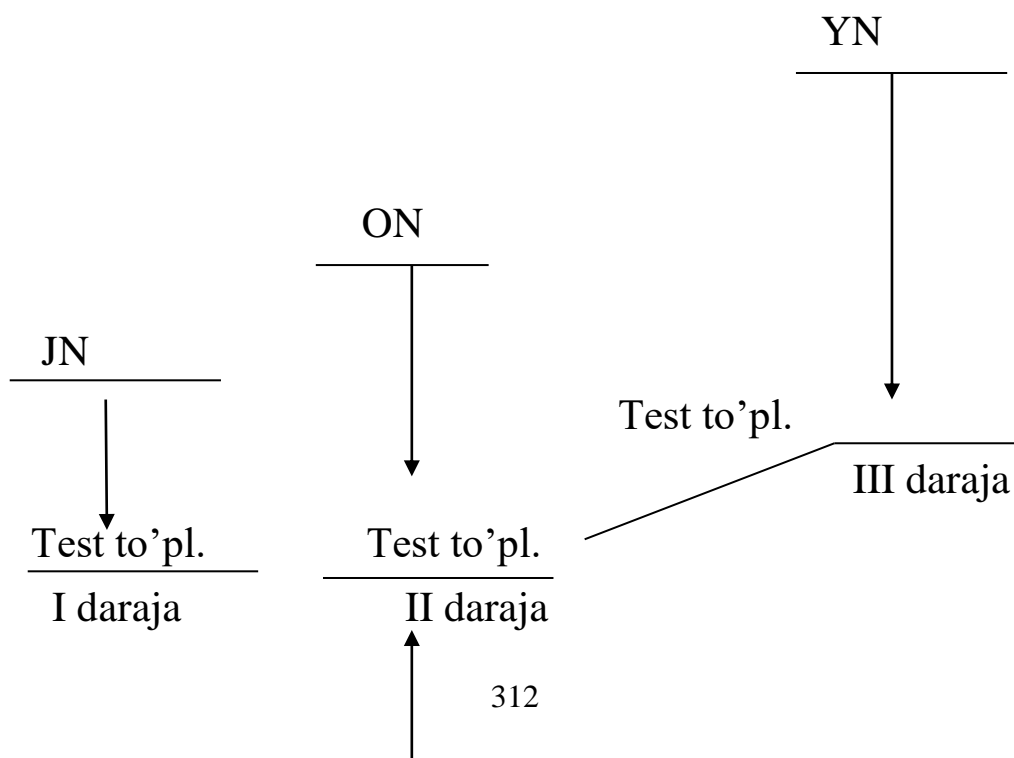 YN
ON
JN
Test to’pl.
III daraja
Test to’pl.
Test to’pl.
I daraja
II daraja
312